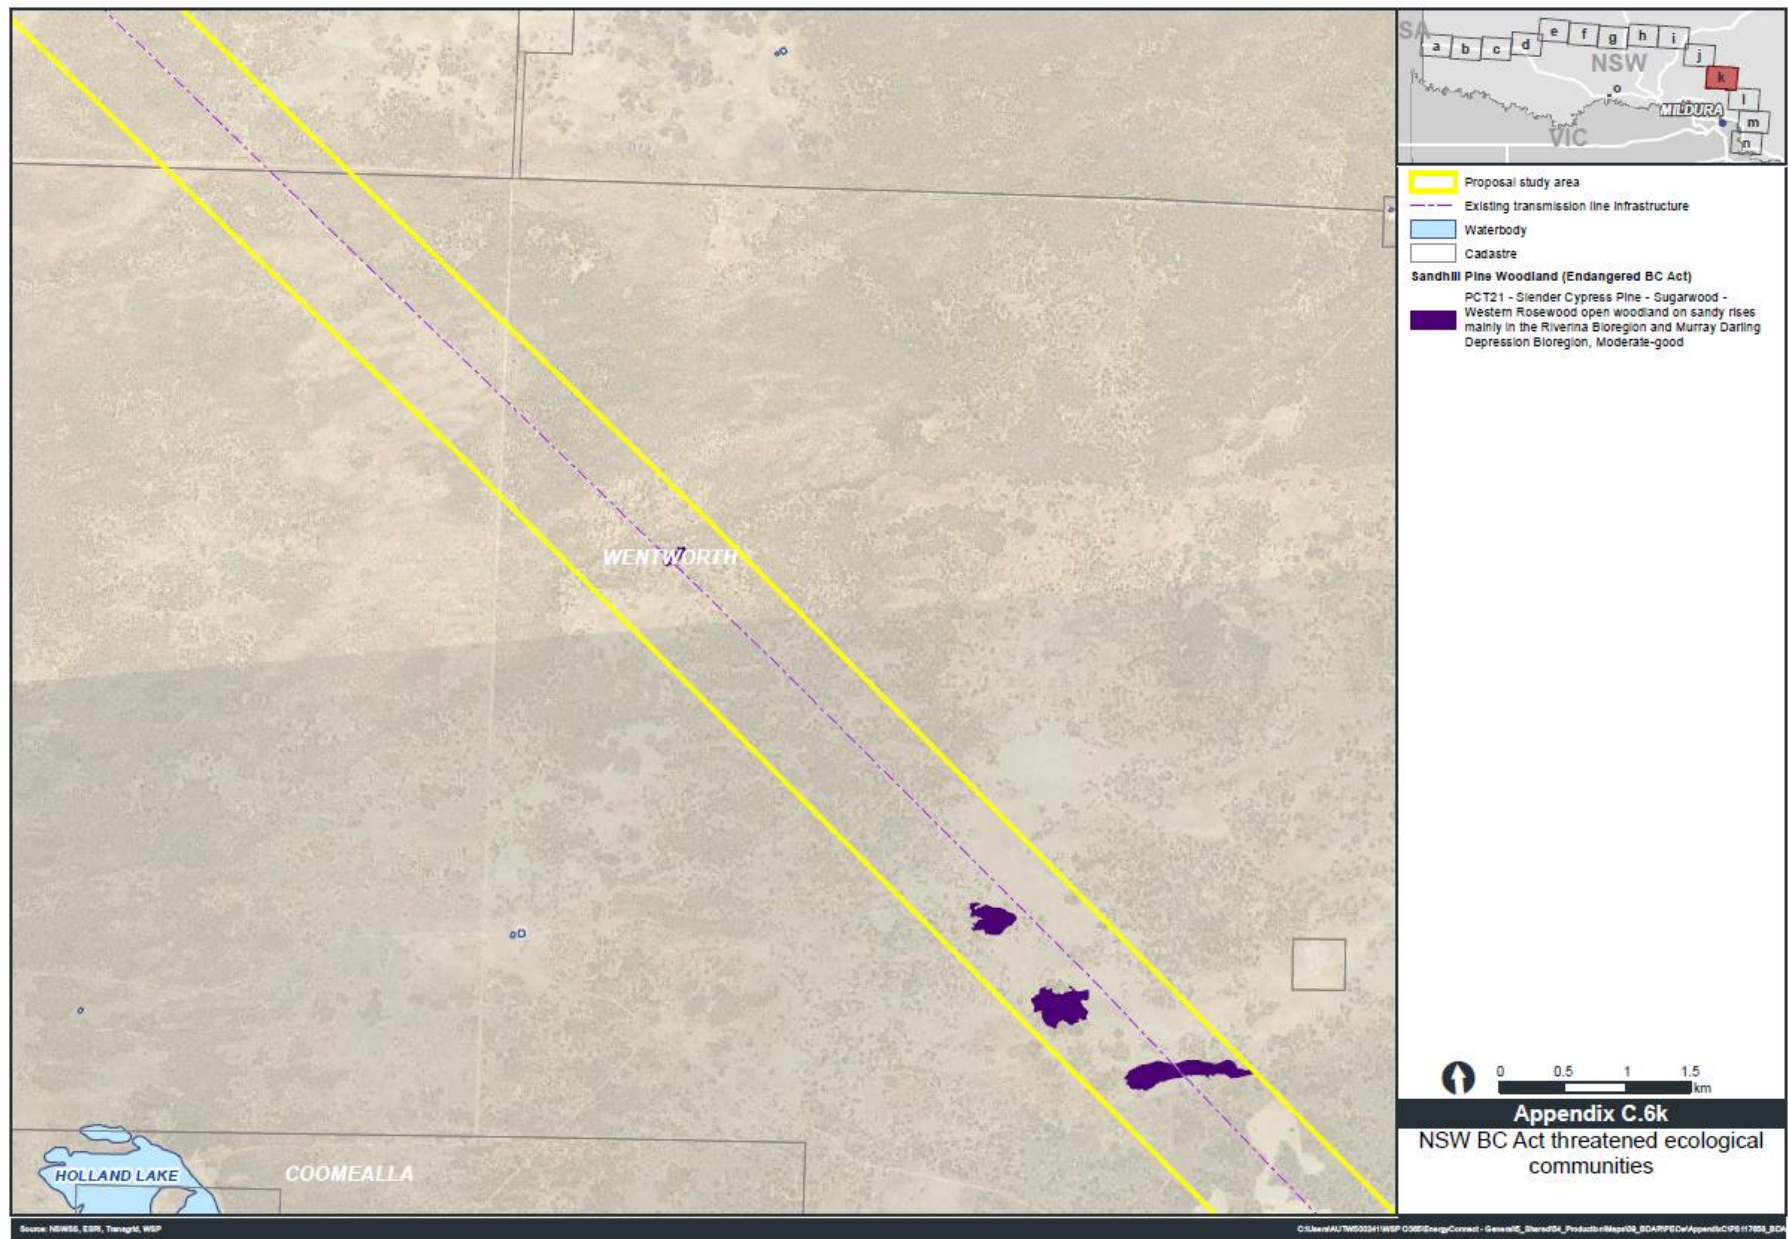 SA
a
b
c
d
e
f
g
h
i
j
k
l
m
n
o
NSW
MILDURA
VIC
Proposal study area
Existing transmission line infrastructure
Waterbody
Cadastre
Sandhill Pine Woodland (Endangered BC Act)
PCT21 - Slender Cypress Pine - Sugarwood -
Western Rosewood open woodland on sandy rises
mainly in the Riverina Bioregion and Murray Darling
Depression Bioregion, Moderate-good
WENTWORTH
HOLLAND LAKE
COOMEALLA
0 0.5 1 1.5
km
Appendix C.6k
NSW BC Act threatened ecological
communities
Source: NSWSS, ESRI, Transgrid, WSP